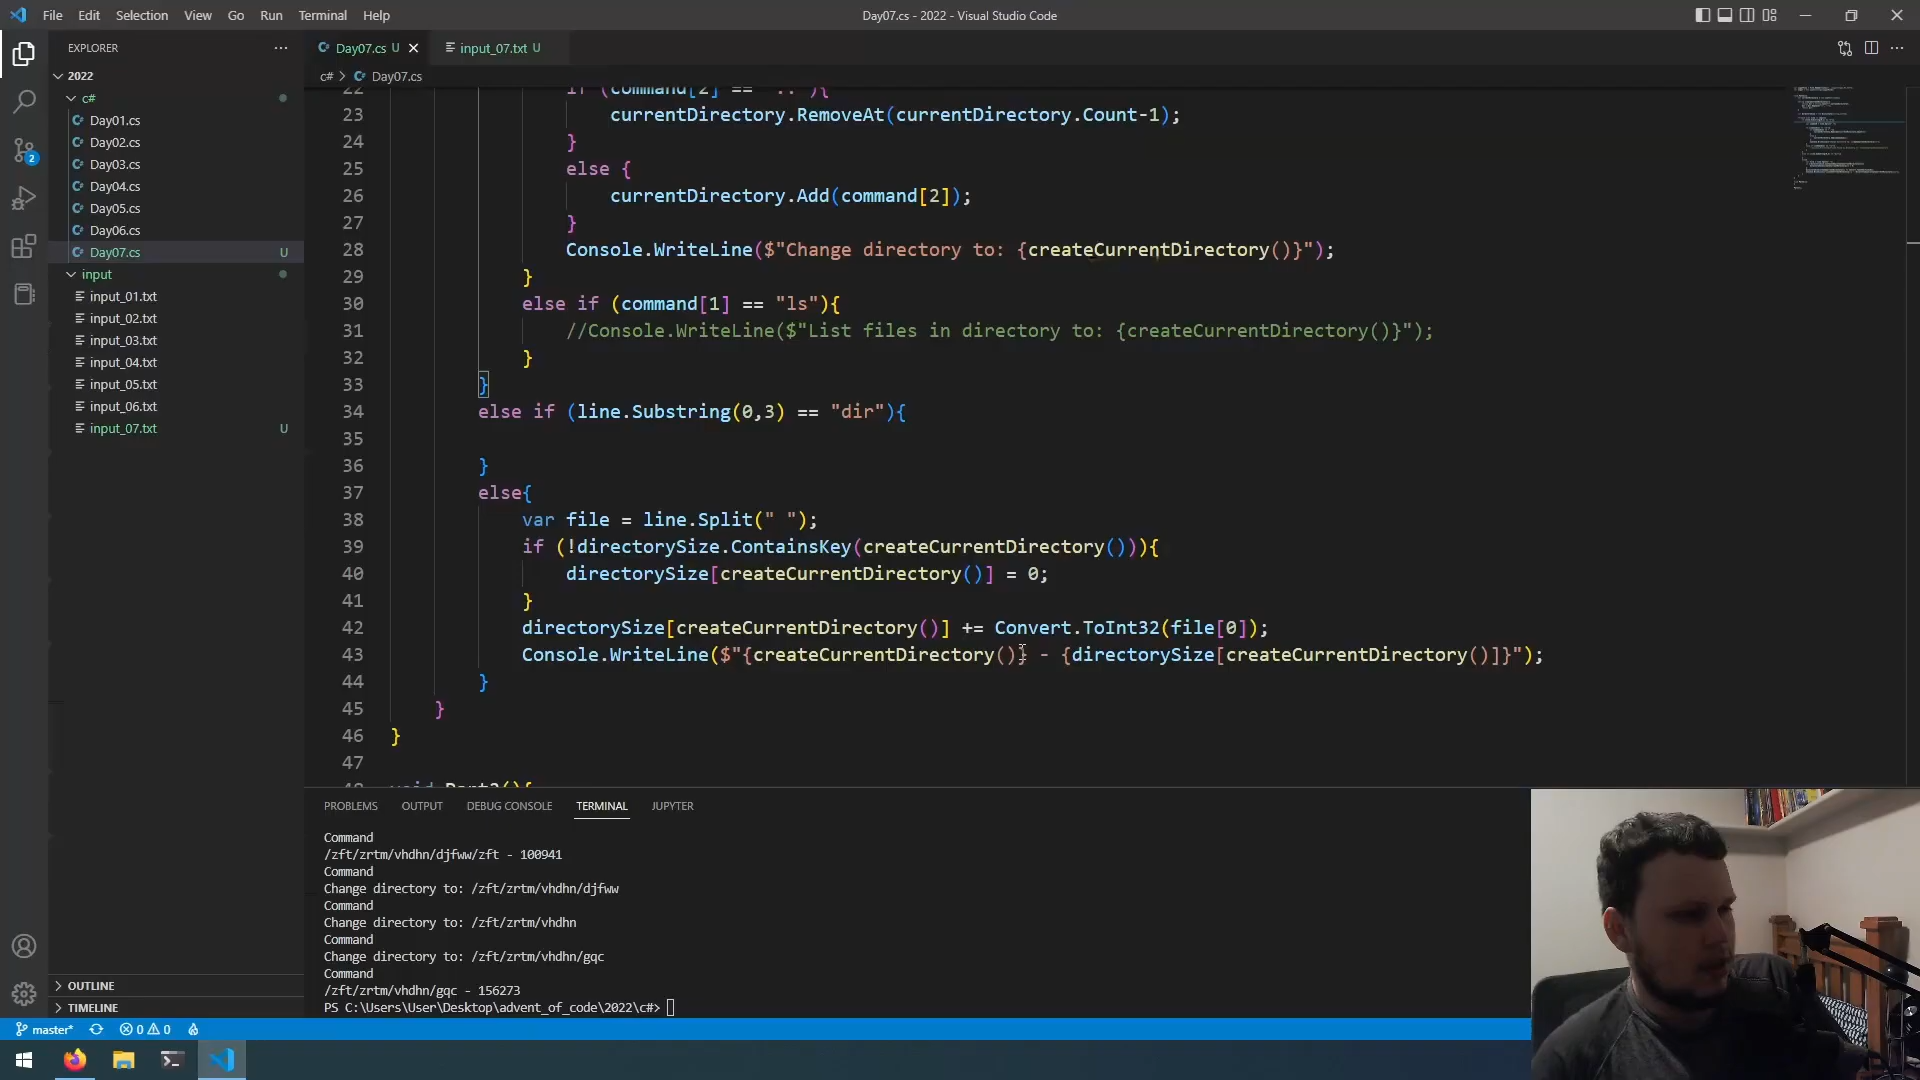 File Edit Selection View Go Run Terminal Help
Day07.cs - 2022 - Visual Studio Code
EXPLORER
2022
c#
Day01.cs
Day02.cs
Day03.cs
Day04.cs
Day05.cs
Day06.cs
Day07.cs U
input
input_01.txt
input_02.txt
input_03.txt
input_04.txt
input_05.txt
input_06.txt
input_07.txt U
OUTLINE
TIMELINE
2
Day07.cs U
input_07.txt U
c# > Day07.cs
22 if (command[2] == ".."){
23 currentDirectory.RemoveAt(currentDirectory.Count-1);
24 }
25 else {
26 currentDirectory.Add(command[2]);
27 }
28 Console.WriteLine($"Change directory to: {createCurrentDirectory()}");
29 }
30 else if (command[1] == "ls"){
31 //Console.WriteLine($"List files in directory to: {createCurrentDirectory()}");
32 }
33 }
34 else if (line.Substring(0,3) == "dir"){
35
36 }
37 else{
38 var file = line.Split(" ");
39 if (!directorySize.ContainsKey(createCurrentDirectory())){
40 directorySize[createCurrentDirectory()] = 0;
41 }
42 directorySize[createCurrentDirectory()] += Convert.ToInt32(file[0]);
43 Console.WriteLine($"{createCurrentDirectory()} - {directorySize[createCurrentDirectory()]}");
44 }
45 }
46 }
47
48 void Part2(){
PROBLEMS OUTPUT DEBUG CONSOLE TERMINAL JUPYTER
Command
/zft/zrtm/vhdhn/djfww/zft - 100941
Command
Change directory to: /zft/zrtm/vhdhn/djfww
Command
Change directory to: /zft/zrtm/vhdhn
Command
Change directory to: /zft/zrtm/vhdhn/gqc
Command
/zft/zrtm/vhdhn/gqc - 156273
PS C:\Users\User\Desktop\advent_of_code\2022\c#>
master* 0 0